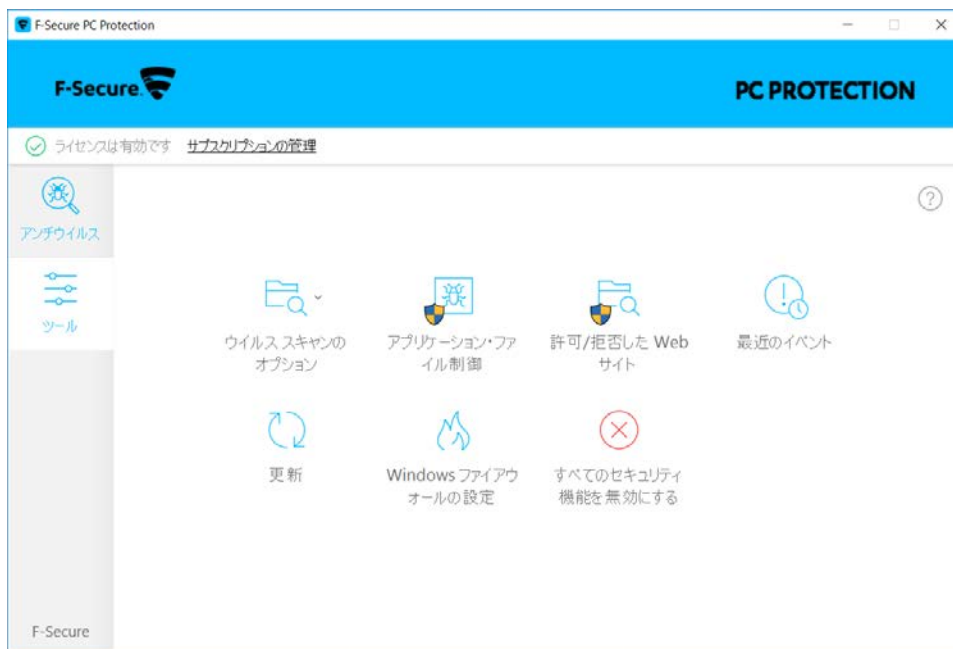 F-Secure PC Protection
F-Secure
PC PROTECTION
ライセンスは有効です サブスクリプションの管理
アンチウイルス
ツール
ウイルス スキャンの
オプション
アプリケーション・ファ
イル制御
許可/拒否した Web
サイト
最近のイベント
更新
Windows ファイアウ
ォールの設定
すべてのセキュリティ
機能を無効にする
F-Secure